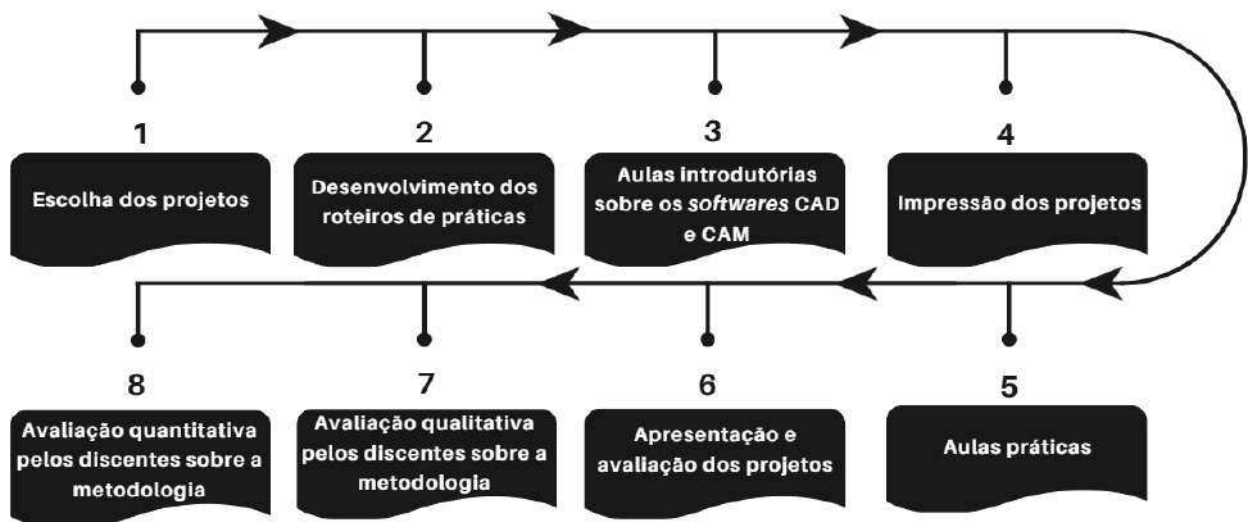 1
Escolha dos projetos
2
Desenvolvimento dos
roteiros de práticas
3
Aulas introdutórias
sobre os softwares CAD
e CAM
4
Impressão dos projetos
5
Aulas práticas
6
Apresentação e
avaliação dos projetos
7
Avaliação qualitativa
pelos discentes sobre a
metodologia
8
Avaliação quantitativa
pelos discentes sobre a
metodologia